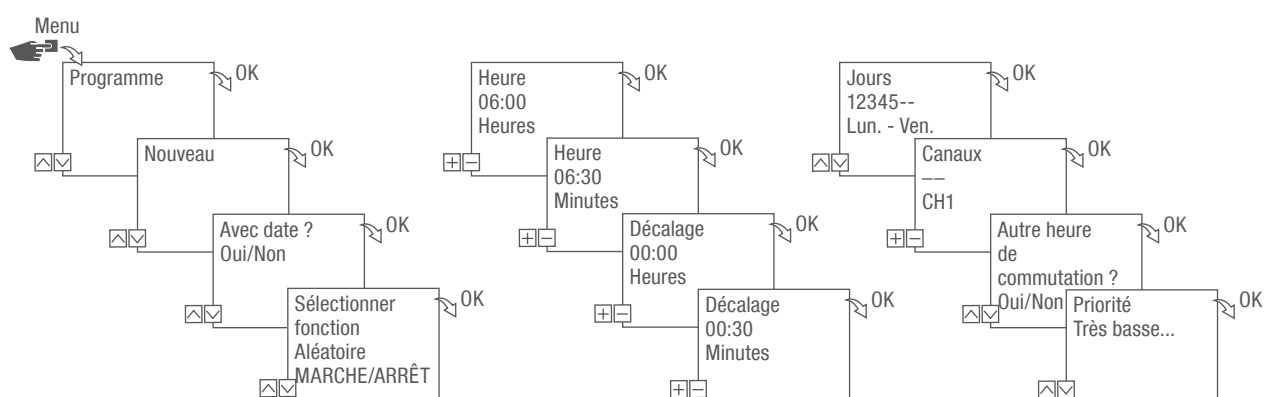 Menu
Programme
OK
Nouveau
OK
Avec date ?
Oui/Non
OK
Sélectionner
fonction
Aléatoire
MARCHE/ARRÊT
OK
Heure
06:00
Heures
OK
Heure
06:30
Minutes
OK
Décalage
00:00
Heures
OK
Décalage
00:30
Minutes
OK
Jours
12345--
Lun. - Ven.
OK
Canaux
––
CH1
OK
Autre heure
de
commutation ?
Oui/Non
OK
Priorité
Très basse...
OK